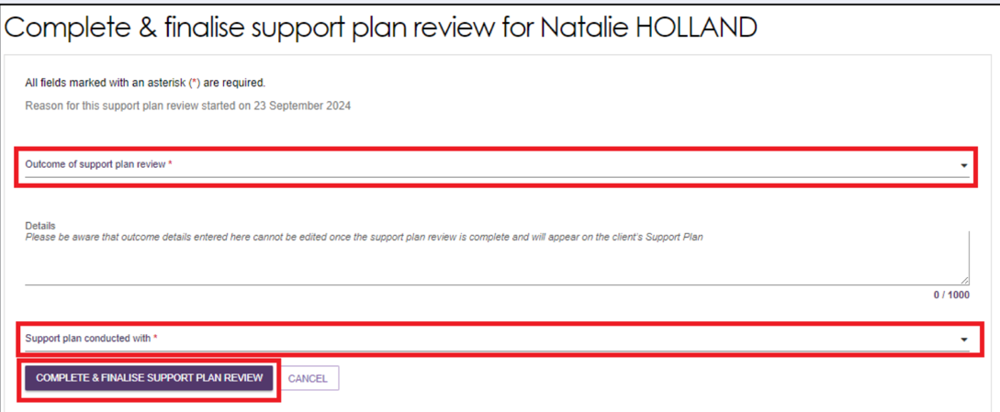 Complete & finalise support plan review for Natalie HOLLAND
All fields marked with an asterisk (*) are required.
Reason for this support plan review started on 23 September 2024
Outcome of support plan review *
Details
Please be aware that outcome details entered here cannot be edited once the support plan review is complete and will appear on the client's Support Plan
0 / 1000
Support plan conducted with *
COMPLETE & FINALISE SUPPORT PLAN REVIEW CANCEL